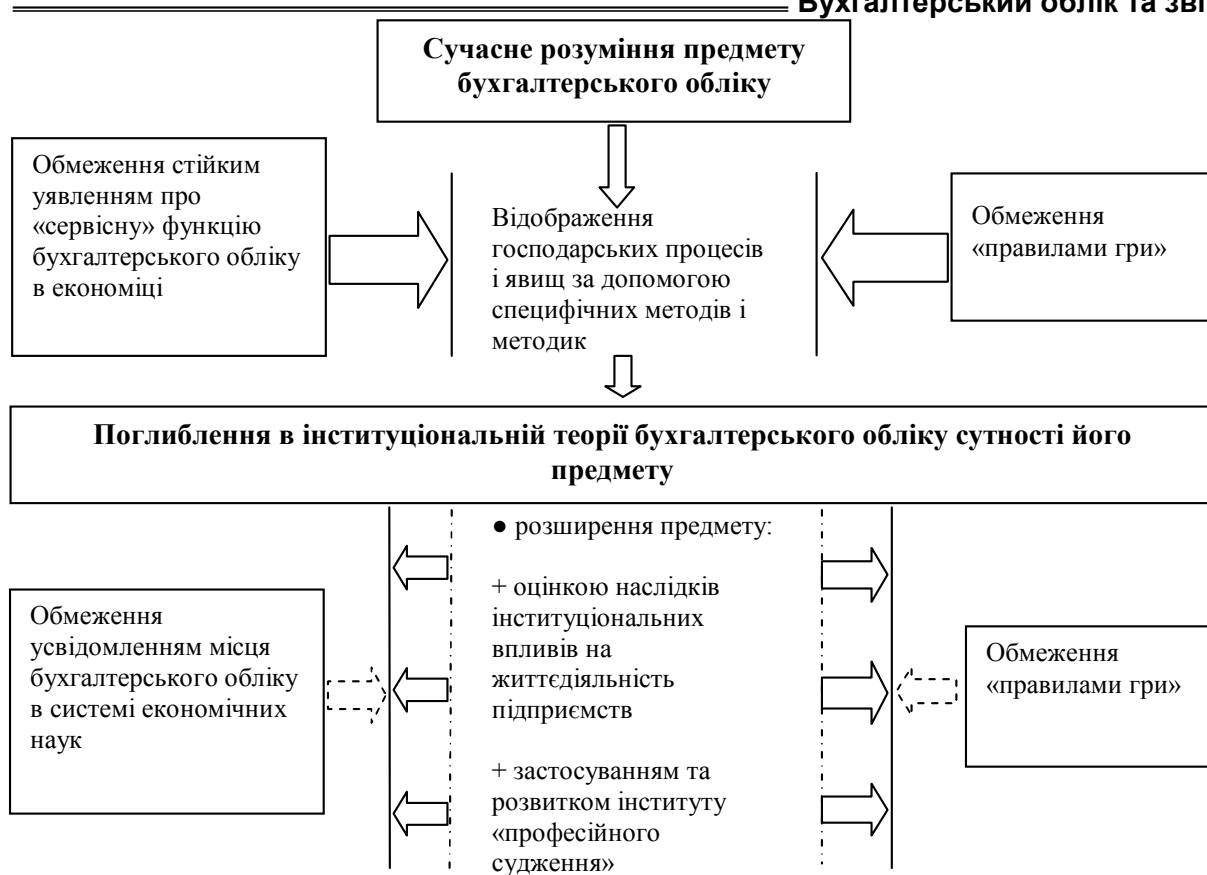 Бухгалтерський облік та зві
Сучасне розуміння предмету
бухгалтерського обліку
Обмеження стійким
уявленням про
«сервісну» функцію
бухгалтерського обліку
в економіці
Відображення
господарських процесів
і явищ за допомогою
специфічних методів і
методик
Обмеження
«правилами гри»
Поглиблення в інституціональній теорії бухгалтерського обліку сутності його
предмету
Обмеження
усвідомленням місця
бухгалтерського обліку
в системі економічних
наук
● розширення предмету:
+ оцінкою наслідків
інституціональних
впливів на
життєдіяльність
підприємств
+ застосуванням та
розвитком інституту
«професійного
судження»
Обмеження
«правилами гри»